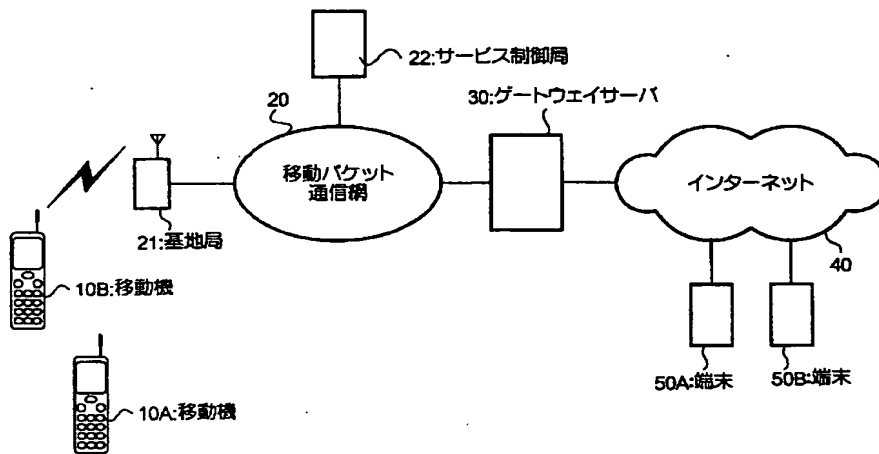 22:サービス制御局
20
30:ゲートウェイサーバ
移動パケット
通信網
インターネット
21:基地局
40
10B:移動機
50A:端末
50B:端末
10A:移動機